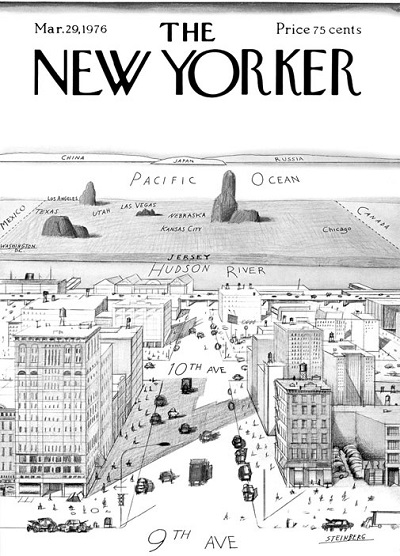 Mar.29,1976
THE
Price 75 cents
NEW YORKER
CHINA
JAPAN
RUSSIA
PACIFIC OCEAN
LOS ANGELES
MEXICO
TEXAS
UTAH
LAS VEGAS
NEBRASKA
CANADA
KANSAS CITY
Chicago
WASHINGTON D.C.
JERSEY
HUDSON RIVER
10TH AVE
9TH AVE
STEINBERG